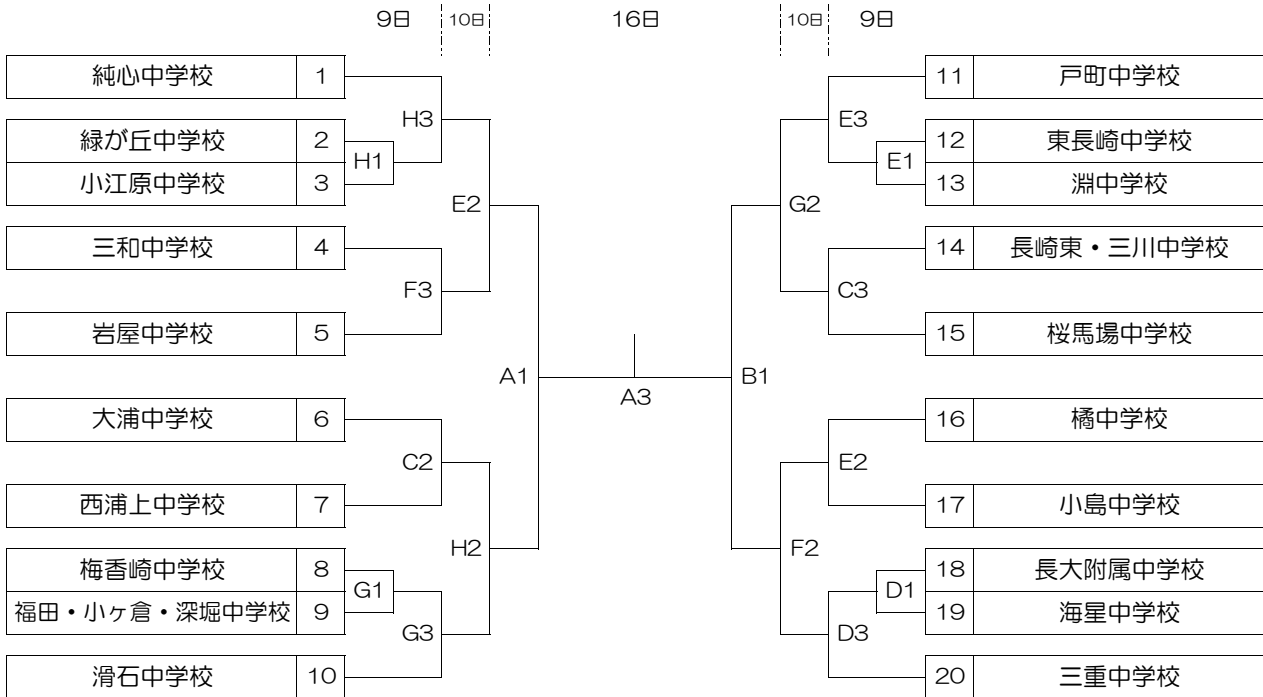 9日 10日 16日 10日 9日
純心中学校 1 11 戸町中学校
H3 E3
緑が丘中学校 2 12 東長崎中学校
H1 E1
小江原中学校 3 13 淵中学校
E2 G2
三和中学校 4 14 長崎東・三川中学校
F3 C3
岩屋中学校 5 15 桜馬場中学校
A1 A3 B1
大浦中学校 6 16 橘中学校
C2 E2
西浦上中学校 7 17 小島中学校
H2 F2
梅香崎中学校 8 18 長大附属中学校
G1 D1
福田・小ヶ倉・深堀中学校 9 19 海星中学校
G3 D3
滑石中学校 10 20 三重中学校